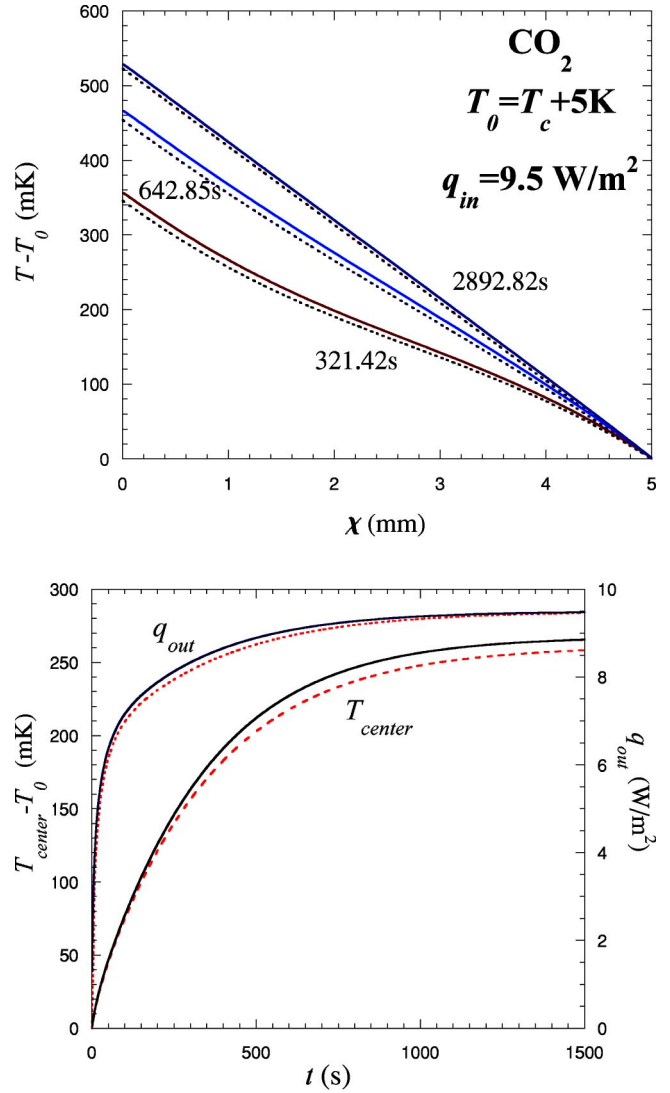 600
500
400
300
200
100
0
T - T0 (mK)
CO2
T0=Tc+5K
qin=9.5 W/m2
642.85s
2892.82s
321.42s
0 1 2 3 4 5
χ (mm)
300
250
200
150
100
50
0
Tcenter-T0 (mK)
qout
Tcenter
10
8
6
4
2
0
qout (W/m2)
0 500 1000 1500
t (s)